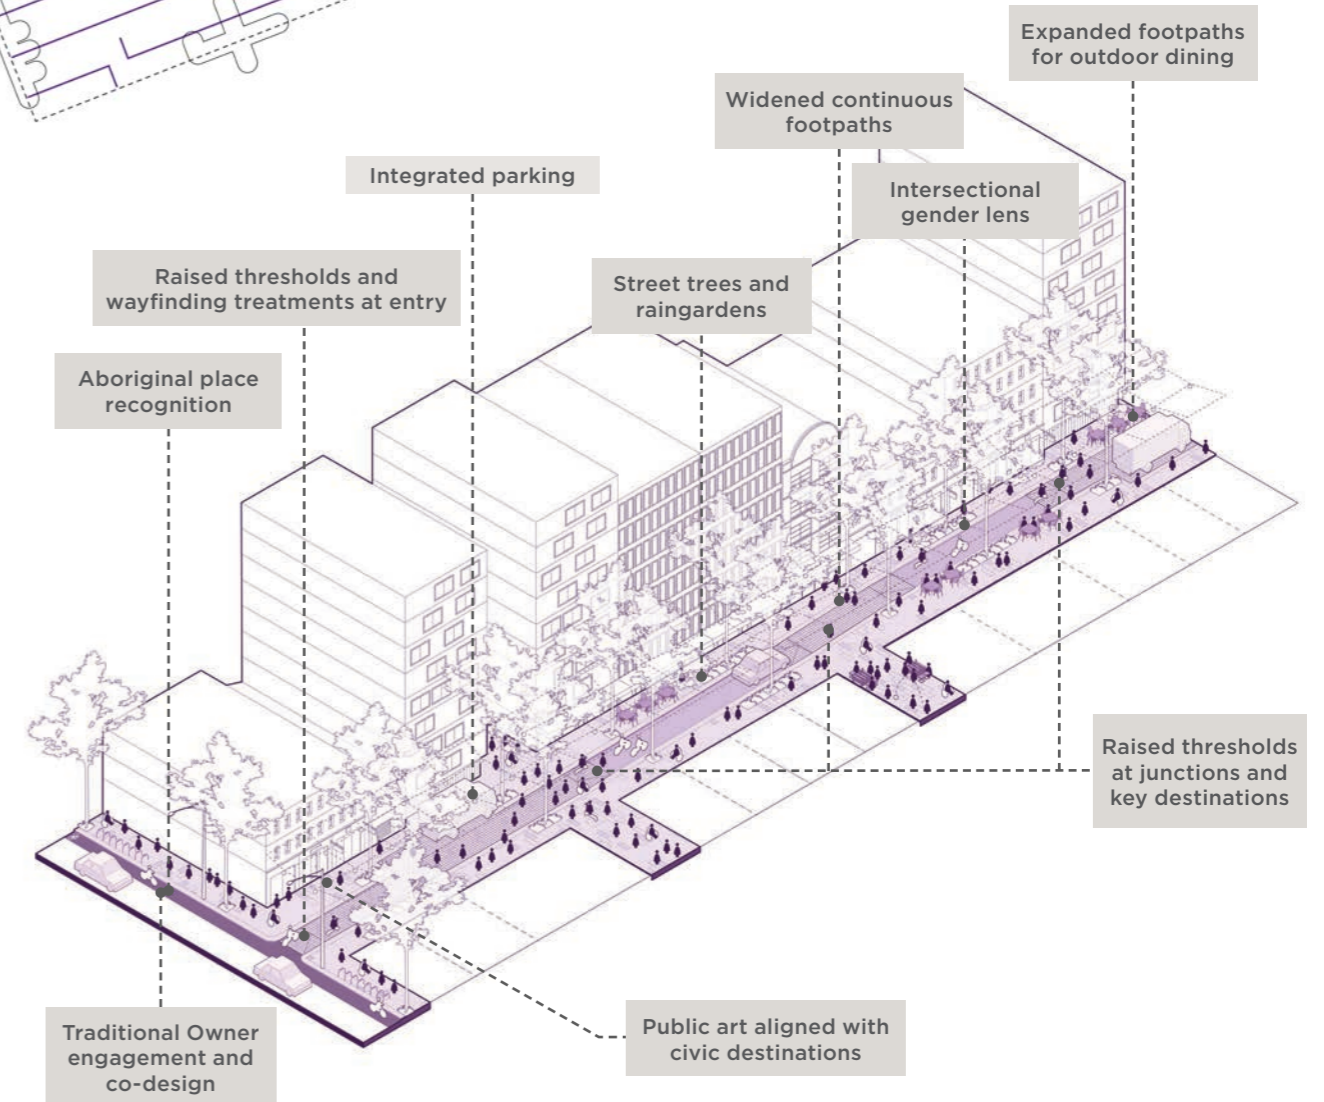 Expanded footpaths
for outdoor dining
Widened continuous
footpaths
Integrated parking
Intersectional
gender lens
Raised thresholds and
wayfinding treatments at entry
Street trees and
raingardens
Aboriginal place
recognition
Raised thresholds
at junctions and
key destinations
Traditional Owner
engagement and
co-design
Public art aligned with
civic destinations